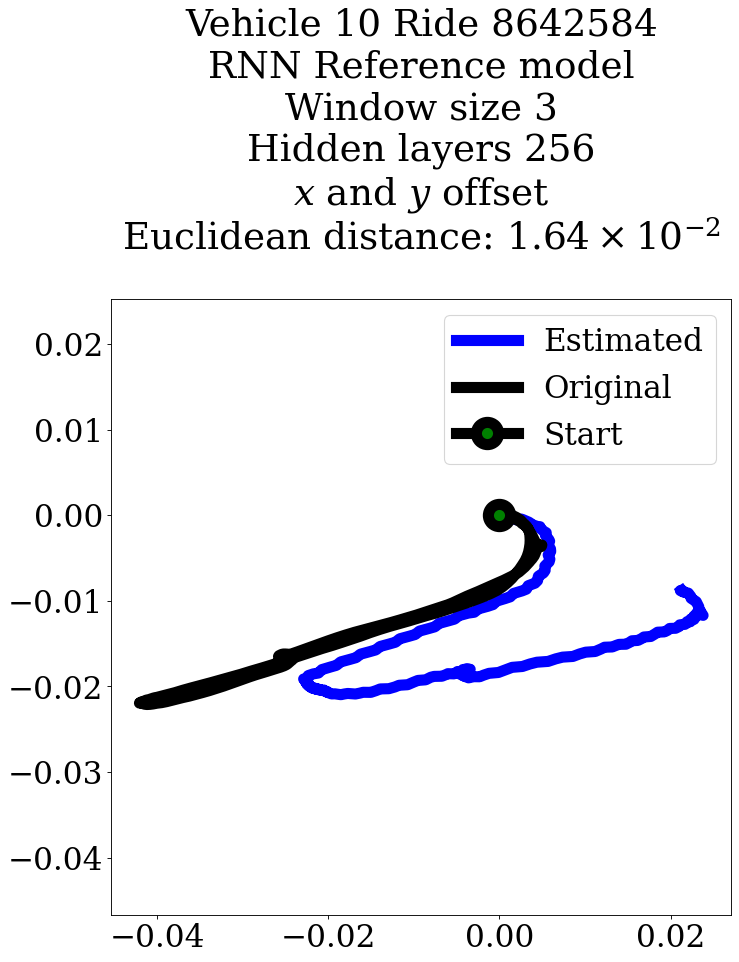 Vehicle 10 Ride 8642584
RNN Reference model
Window size 3
Hidden layers 256
x and y offset
Euclidean distance: 1.64 × 10⁻²
Estimated
Original
Start
0.02
0.01
0.00
−0.01
−0.02
−0.03
−0.04
−0.04
−0.02
0.00
0.02